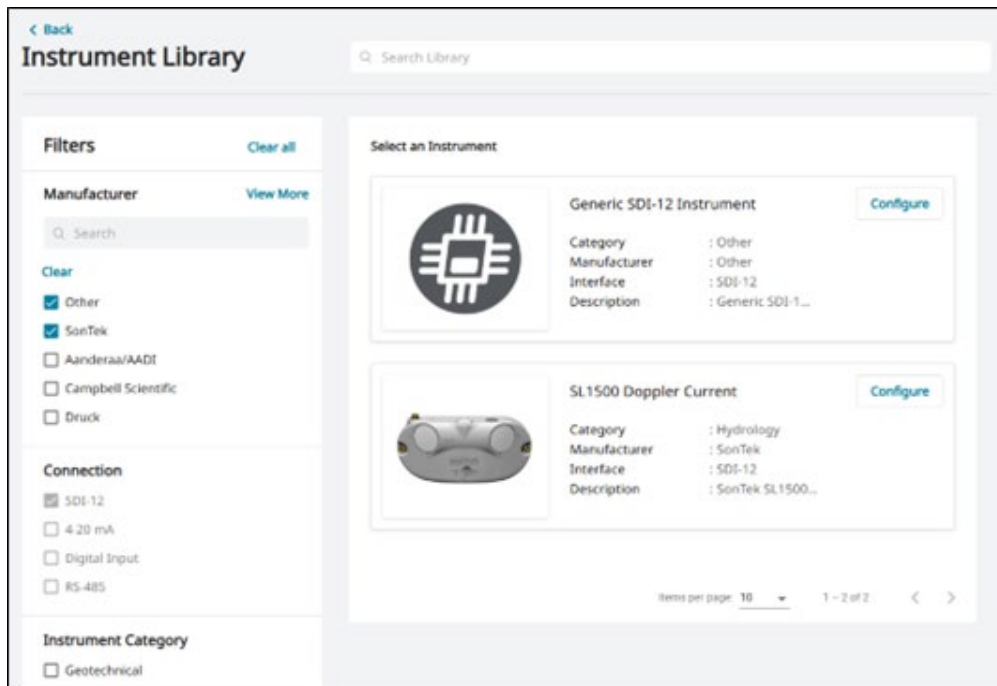 Back
Instrument Library
Search Library
Filters
Clear all
Manufacturer
View More
Search
Clear
Other
SonTek
Aanderaa/AADI
Campbell Scientific
Druck
Connection
SDI-12
4-20 mA
Digital Input
RS-485
Instrument Category
Geotechnical
Select an Instrument
Generic SDI-12 Instrument
Configure
Category : Other
Manufacturer : Other
Interface : SDI-12
Description : Generic SDI-1...
SL1500 Doppler Current
Configure
Category : Hydrology
Manufacturer : SonTek
Interface : SDI-12
Description : SonTek SL1500...
Items per page: 10
1 – 2 of 2